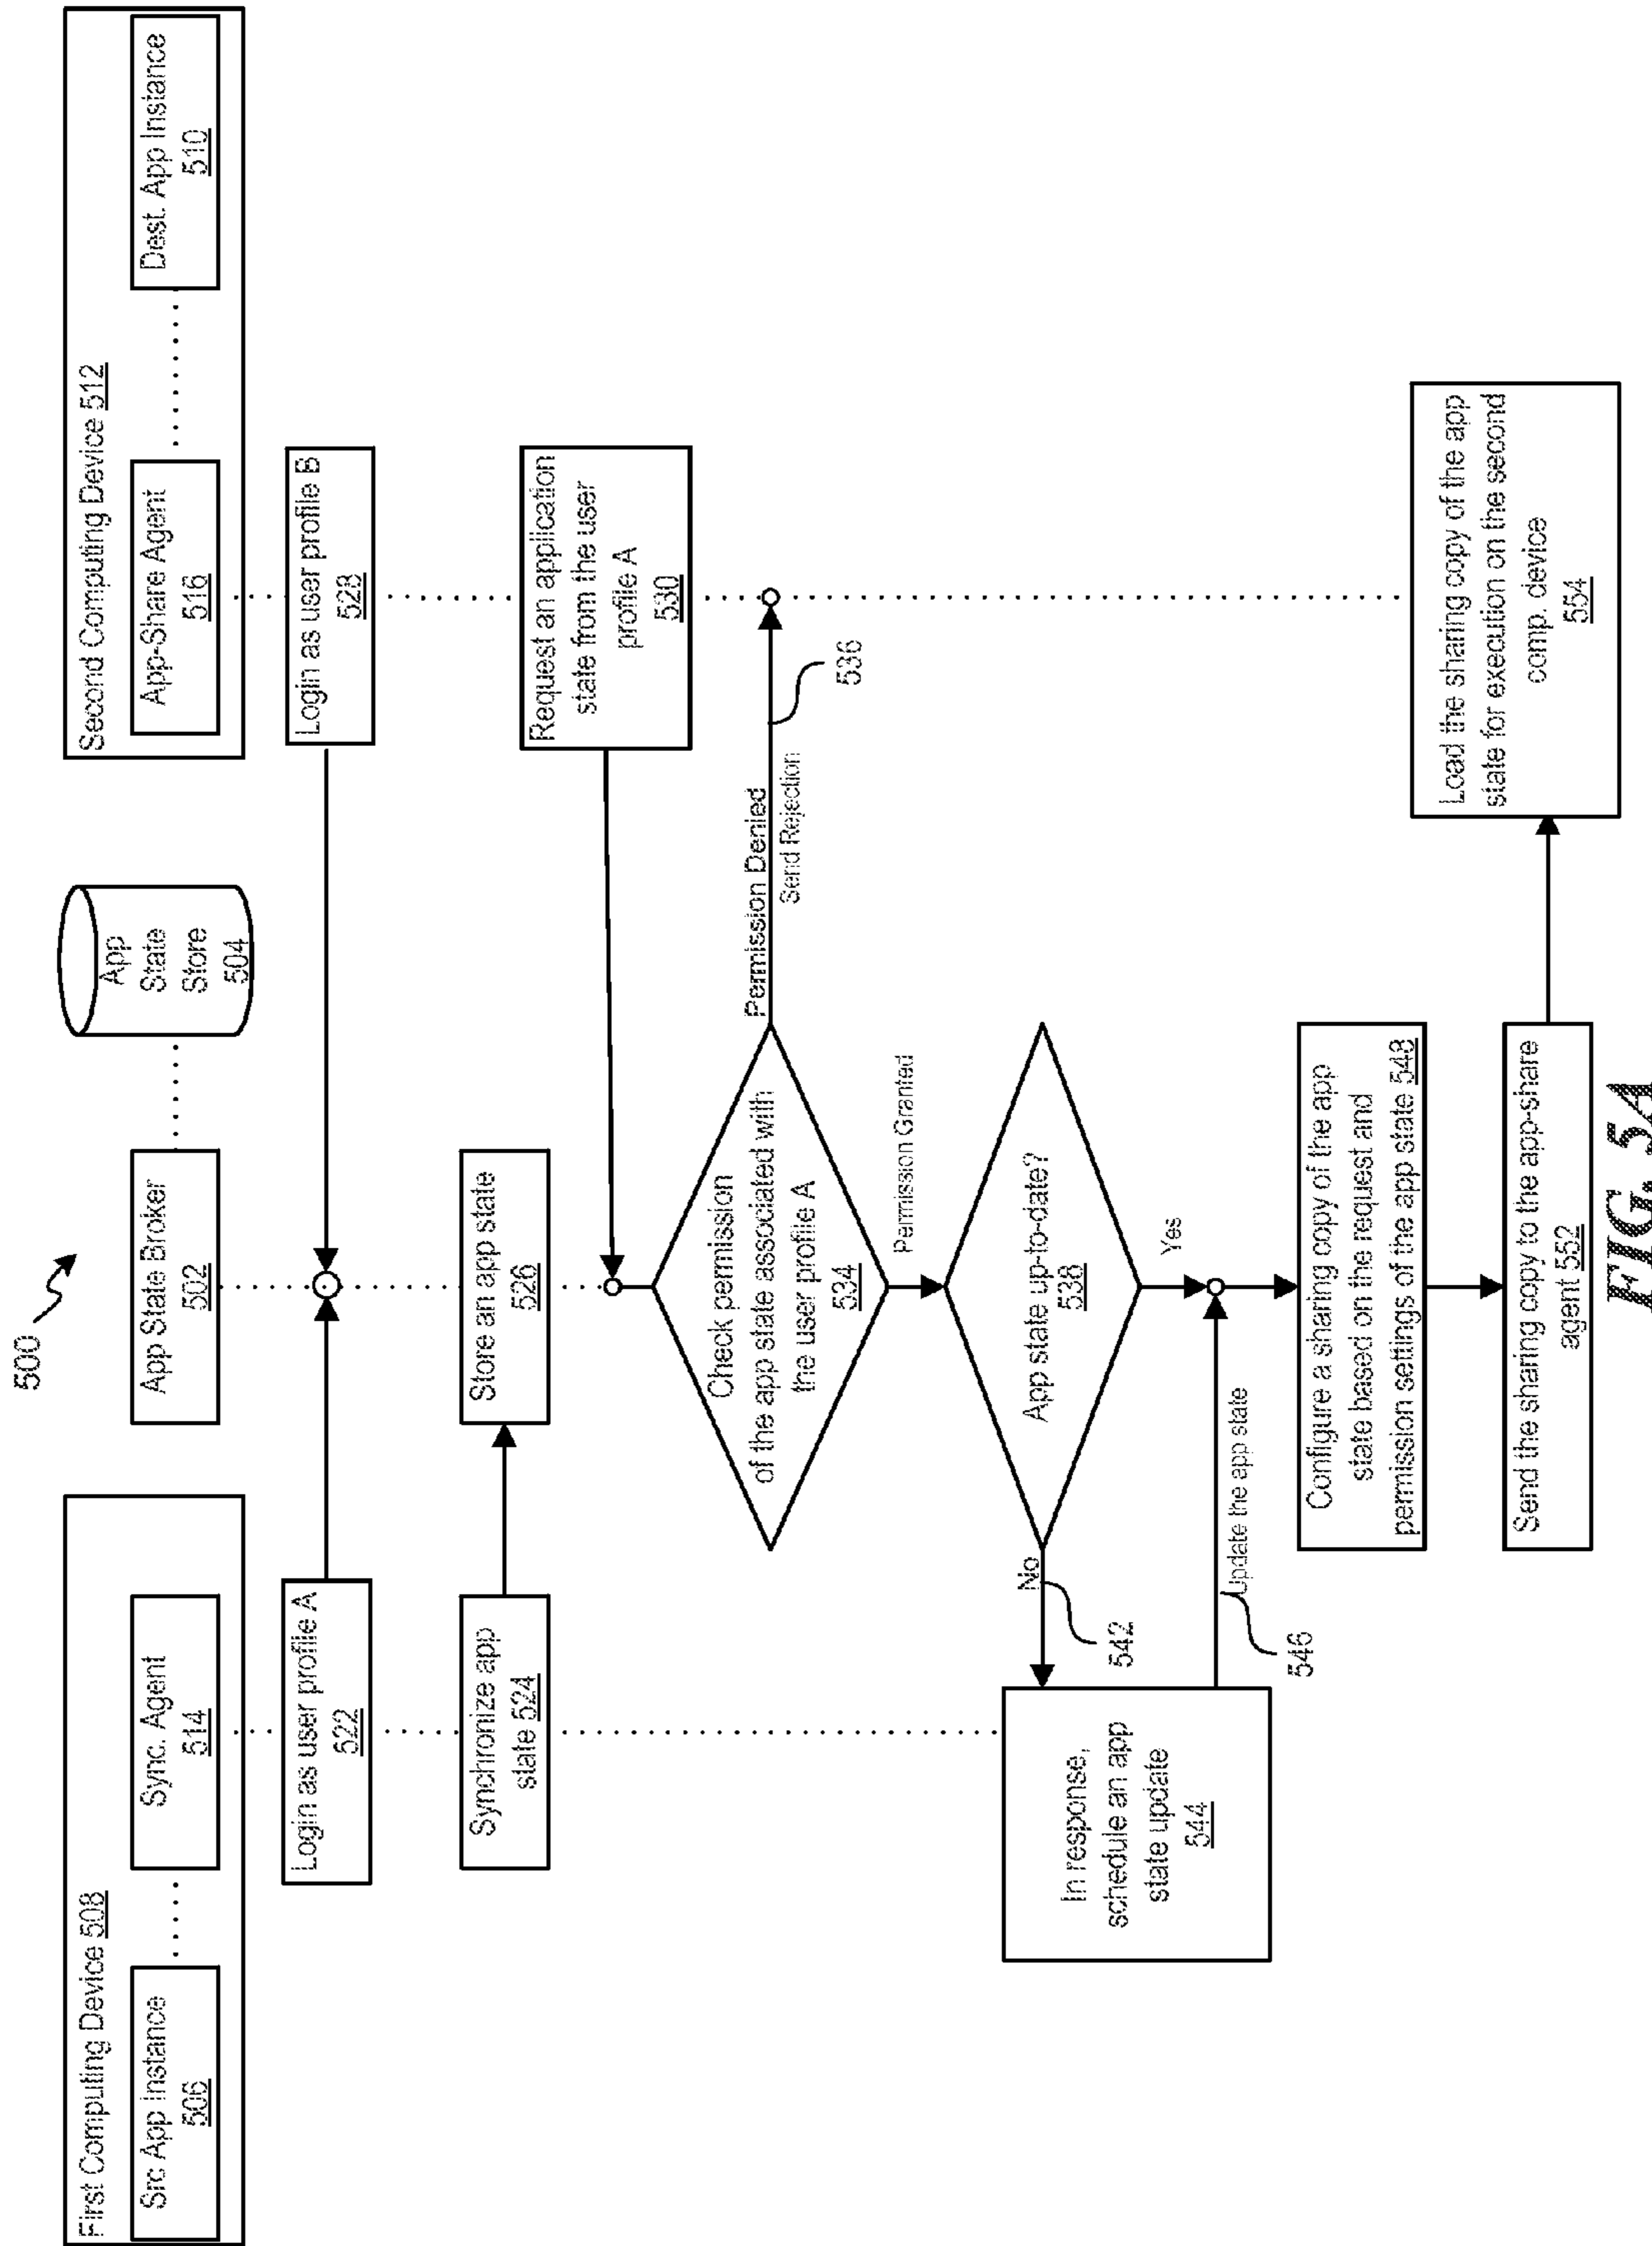 500
First Computing Device 508
Src App Instance
506
Sync. Agent
514
App State Broker
502
App
State
Store
504
Second Computing Device 512
App-Share Agent
516
Dest. App Instance
510
Login as user profile A
522
Login as user profile B
528
Synchronize app
state 524
Store an app state
526
Request an application
state from the user
profile A
530
Check permission
of the app state associated with
the user profile A
534
Permission Denied
Send Rejection
536
Permission Granted
App state up-to-date?
538
No
542
Yes
In response,
schedule an app
state update
544
Update the app state
546
Configure a sharing copy of the app
state based on the request and
permission settings of the app state 548
Send the sharing copy to the app-share
agent 552
Load the sharing copy of the app
state for execution on the second
comp. device
554
FIG. 5A